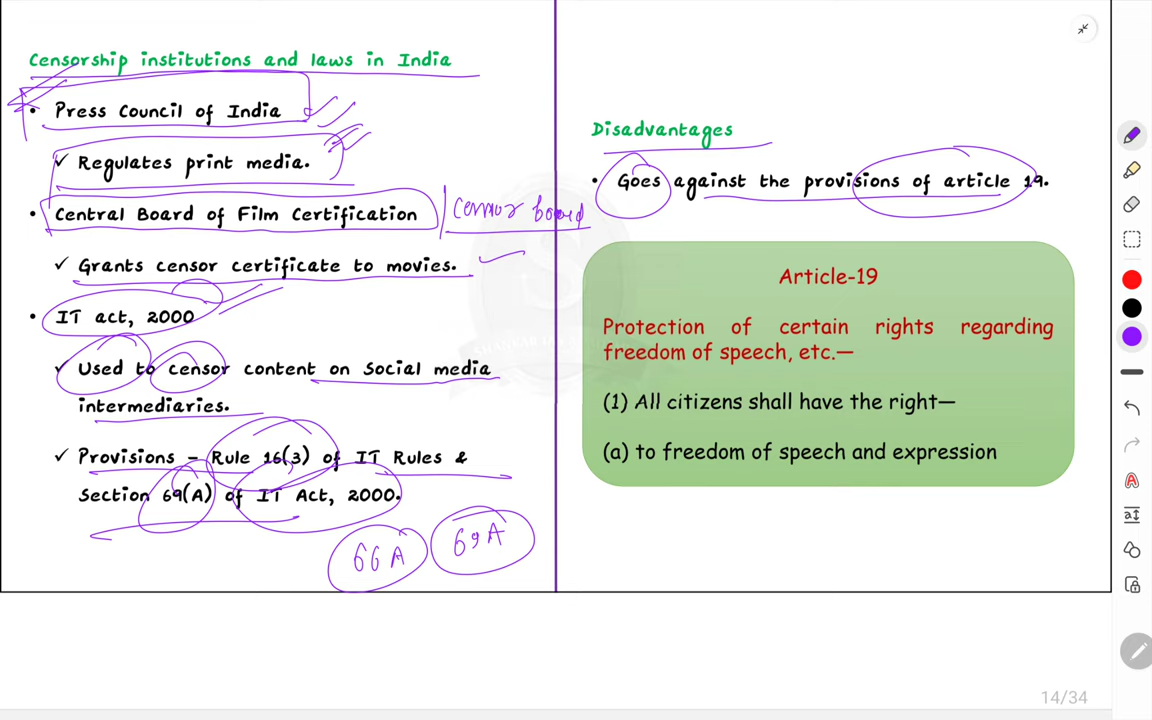 Censorship institutions and laws in India
• Press Council of India
✓ Regulates print media.
• Central Board of Film Certification
censor board
✓ Grants censor certificate to movies.
• IT act, 2000
✓ Used to censor content on Social media
intermediaries.
✓ Provisions – Rule 16(3) of IT Rules &
Section 69(A) of IT Act, 2000.
66A 69A
Disadvantages
• Goes against the provisions of article 19.
Article-19
Protection of certain rights regarding
freedom of speech, etc.—
(1) All citizens shall have the right—
(a) to freedom of speech and expression
14/34